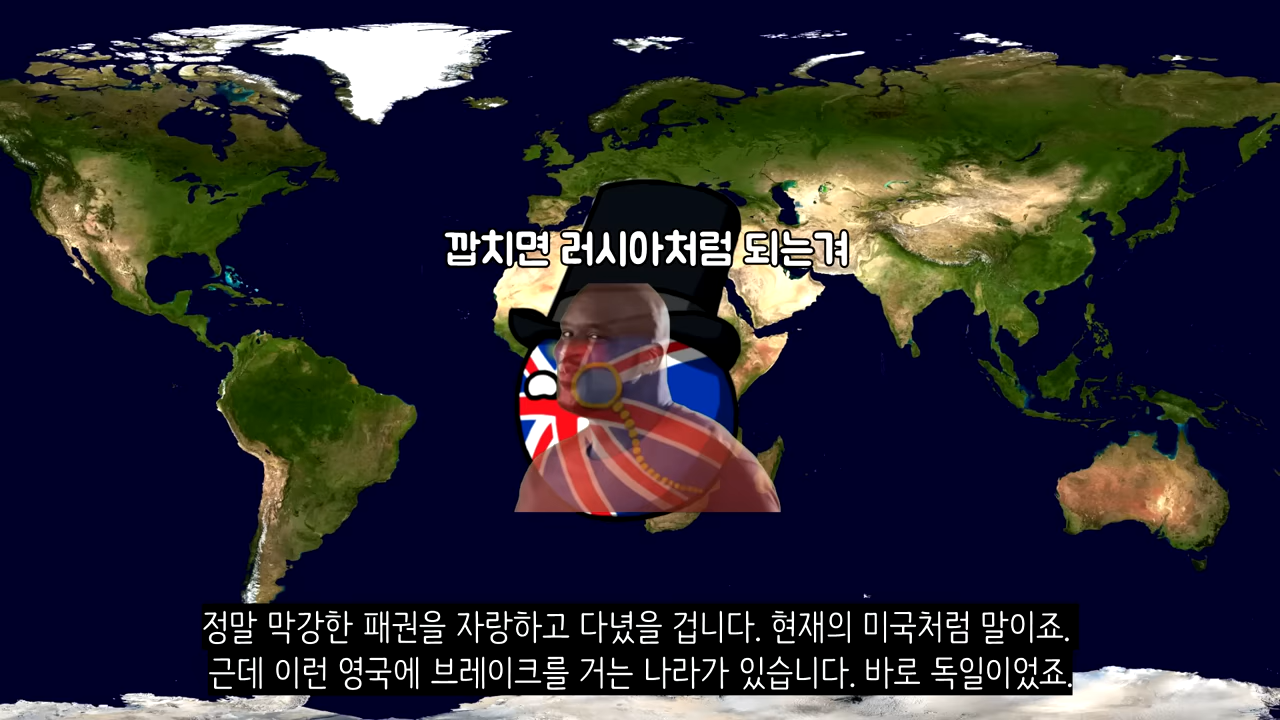 깝치면 러시아처럼 되는겨
정말 막강한 패권을 자랑하고 다녔을 겁니다. 현재의 미국처럼 말이죠.
근데 이런 영국에 브레이크를 거는 나라가 있습니다. 바로 독일이었죠.